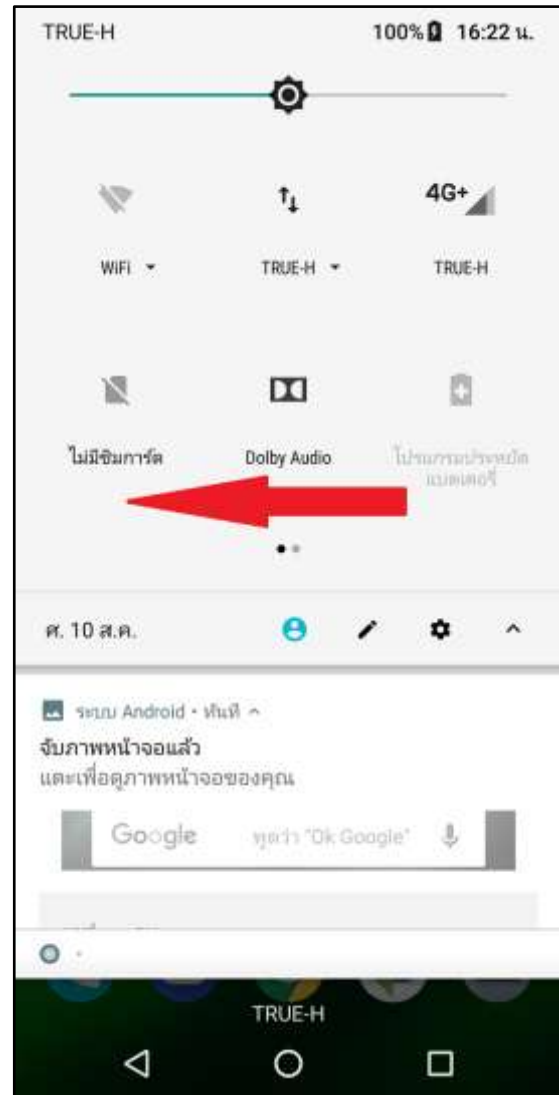 TRUE-H 100% 16:22 น.
4G+
WiFi TRUE-H TRUE-H
ไม่มีซิมการ์ด Dolby Audio โปรแกรมประหยัด
แบตเตอรี่
ศ. 10 ส.ค.
ระบบ Android • ทันที
จับภาพหน้าจอแล้ว
แตะเพื่อดูภาพหน้าจอของคุณ
Google พูดว่า "Ok Google"
TRUE-H